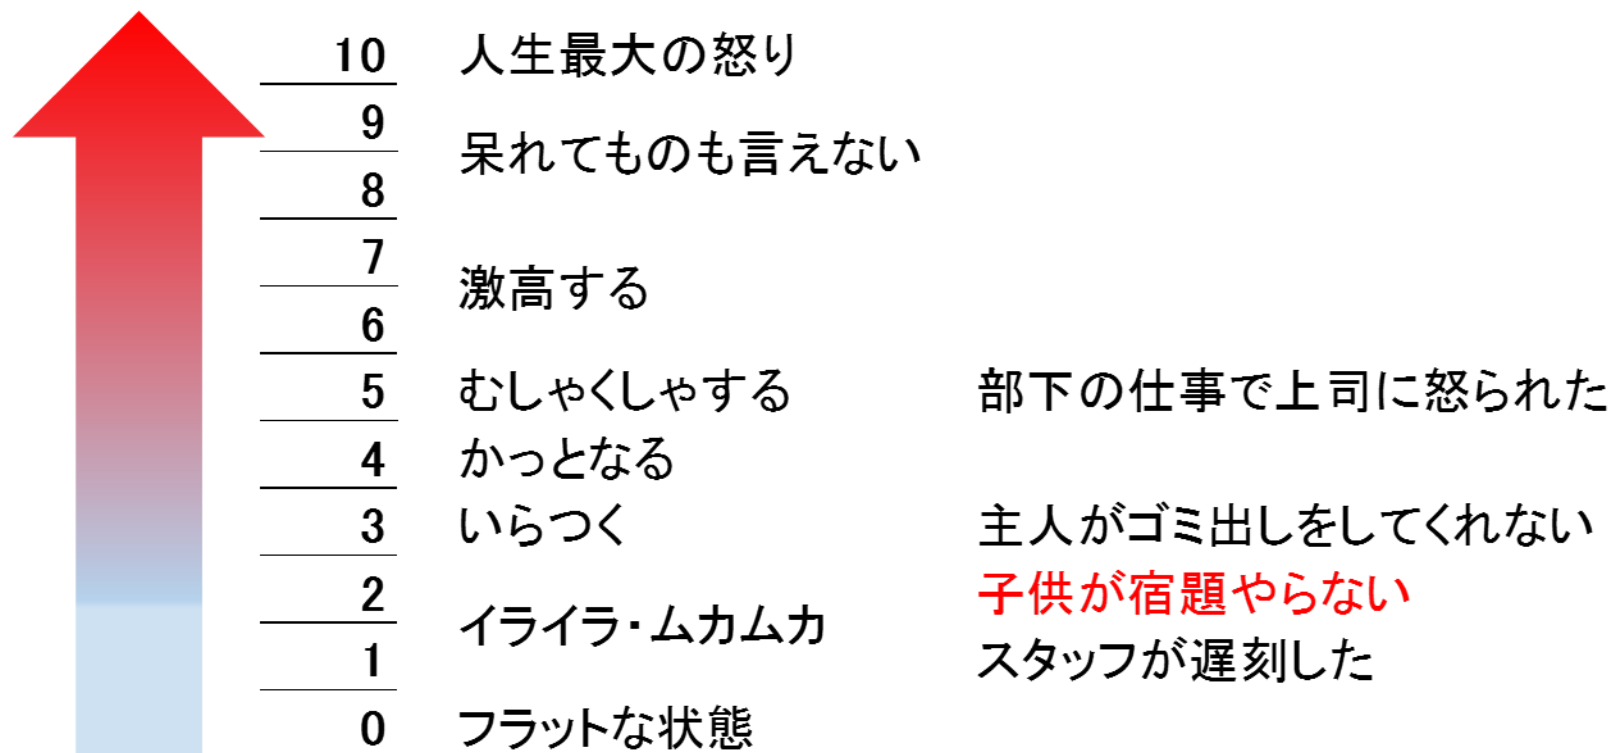 10 人生最大の怒り
9
呆れてものも言えない
8
7
激高する
6
5 むしゃくしゃする 部下の仕事で上司に怒られた
4 かっとなる
3 いらつく 主人がゴミ出しをしてくれない
2 子供が宿題やらない
イライラ・ムカムカ
1 スタッフが遅刻した
0 フラットな状態